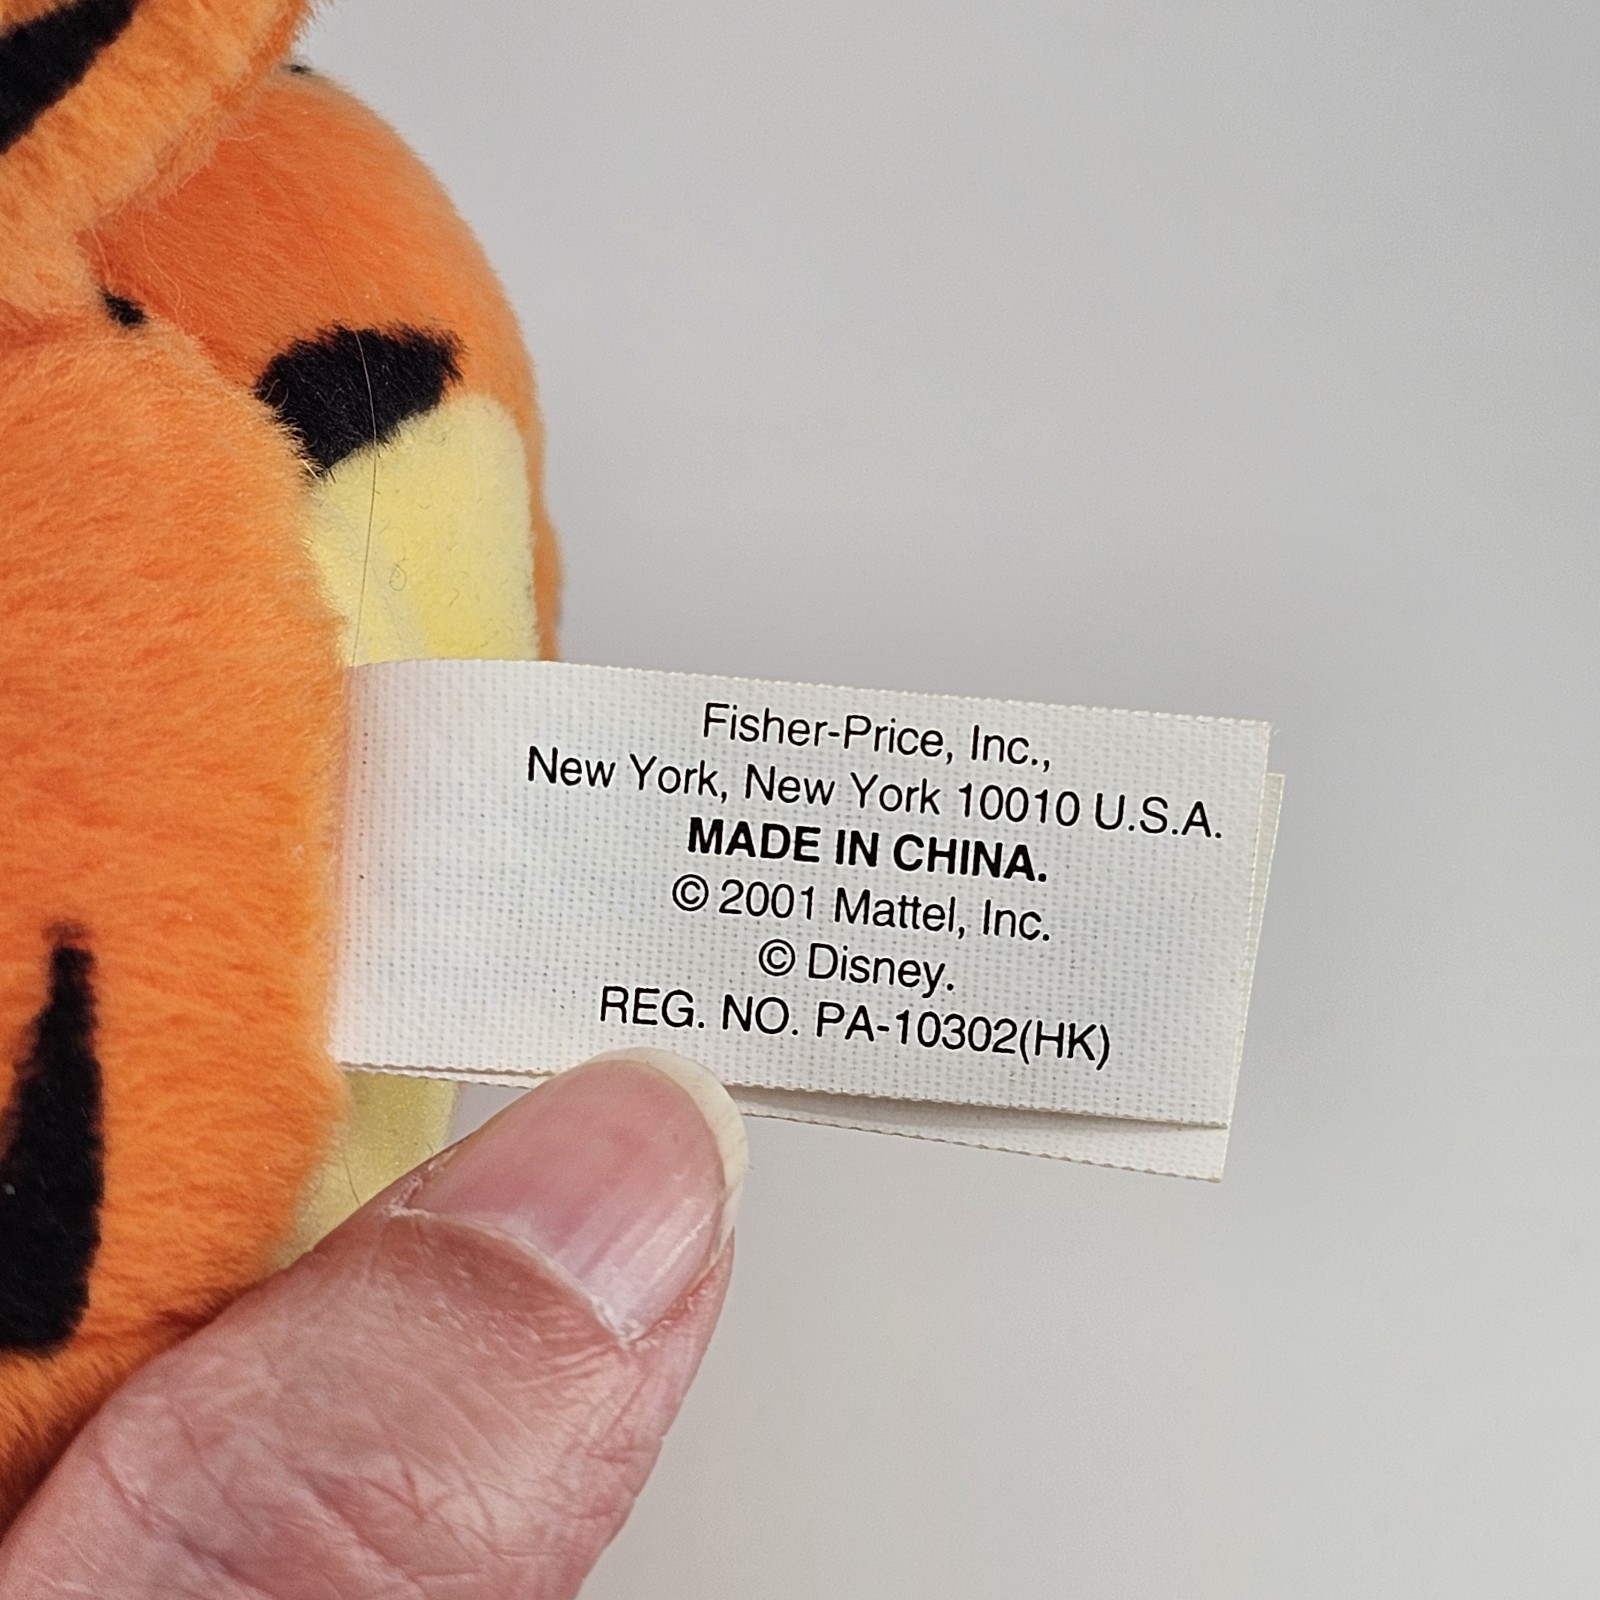 Fisher-Price, Inc.,
New York, New York 10010 U.S.A.
MADE IN CHINA.
© 2001 Mattel, Inc.
© Disney.
REG. NO. PA-10302(HK)